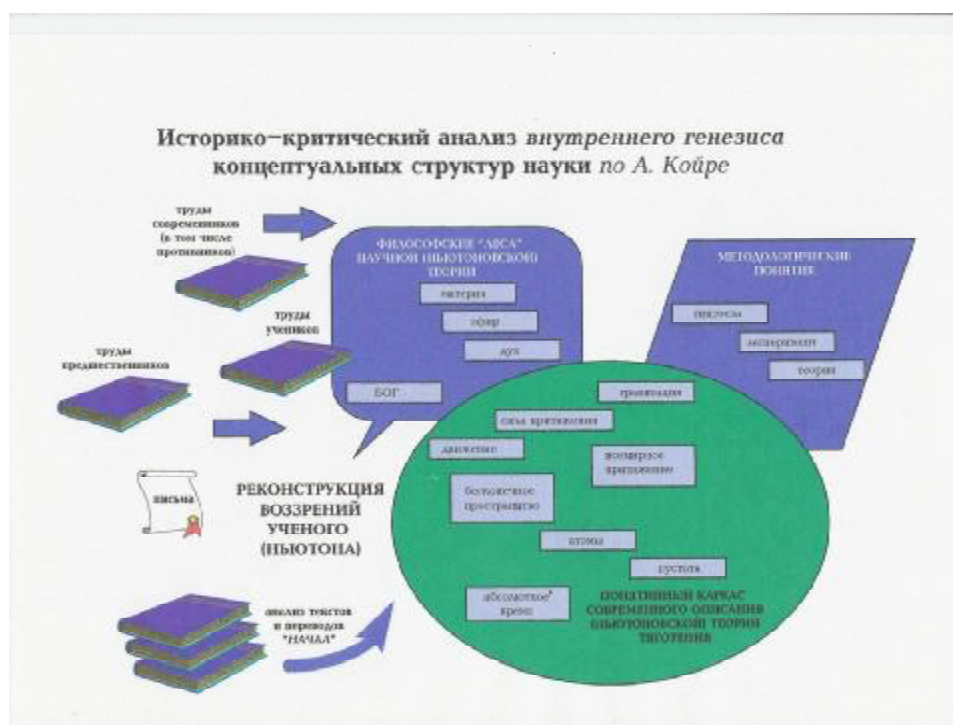 Историко-критический анализ внутреннего генезиса
концептуальных структур науки по А. Койре
труды
современников
(в том числе
противников)
ФИЛОСОФСКИЕ "ЛЕСА"
НАУЧНОЙ (НЬЮТОНОВСКОЙ)
ТЕОРИИ
материя
эфир
дух
БОГ
МЕТОДОЛОГИЧЕСКИЕ
ПОНЯТИЯ
гипотеза
эксперимент
теория
труды
учеников
труды
предшественников
гравитация
сила притяжения
движение
всемирное
притяжение
бесконечное
пространство
атомы
пустота
абсолютное
время
ПОНЯТИЙНЫЙ КАРКАС
СОВРЕМЕННОГО ОПИСАНИЯ
(НЬЮТОНОВСКОЙ) ТЕОРИИ
ТЯГОТЕНИЯ
письма
РЕКОНСТРУКЦИЯ
ВОЗЗРЕНИЙ
УЧЕНОГО
(НЬЮТОНА)
анализ текстов
и переводов
"НАЧАЛ"